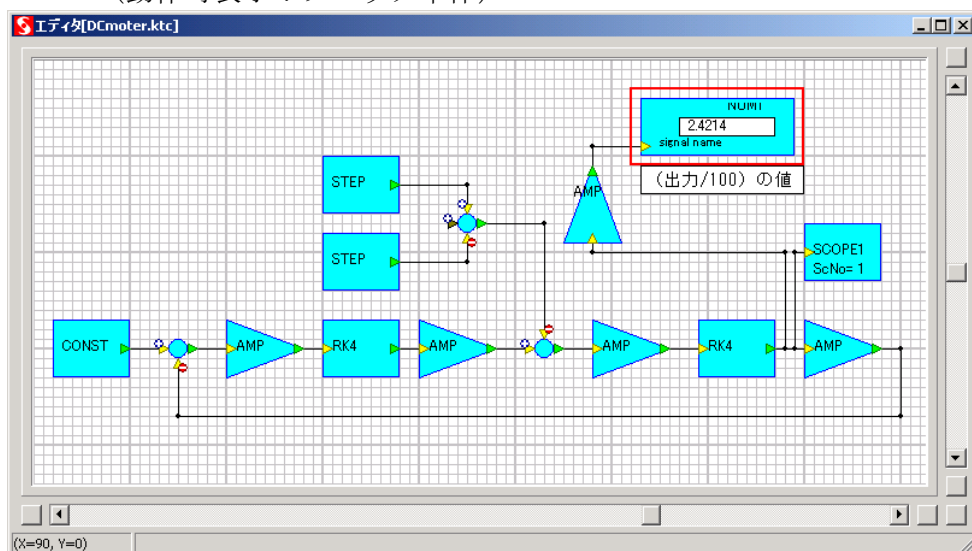 エディタ[DCmoter.ktc]
NUM1
2.4214
signal name
(出力/100) の値
STEP
AMP
STEP
SCOPE1
ScNo= 1
CONST
AMP
RK4
AMP
AMP
RK4
AMP
(X=90, Y=0)